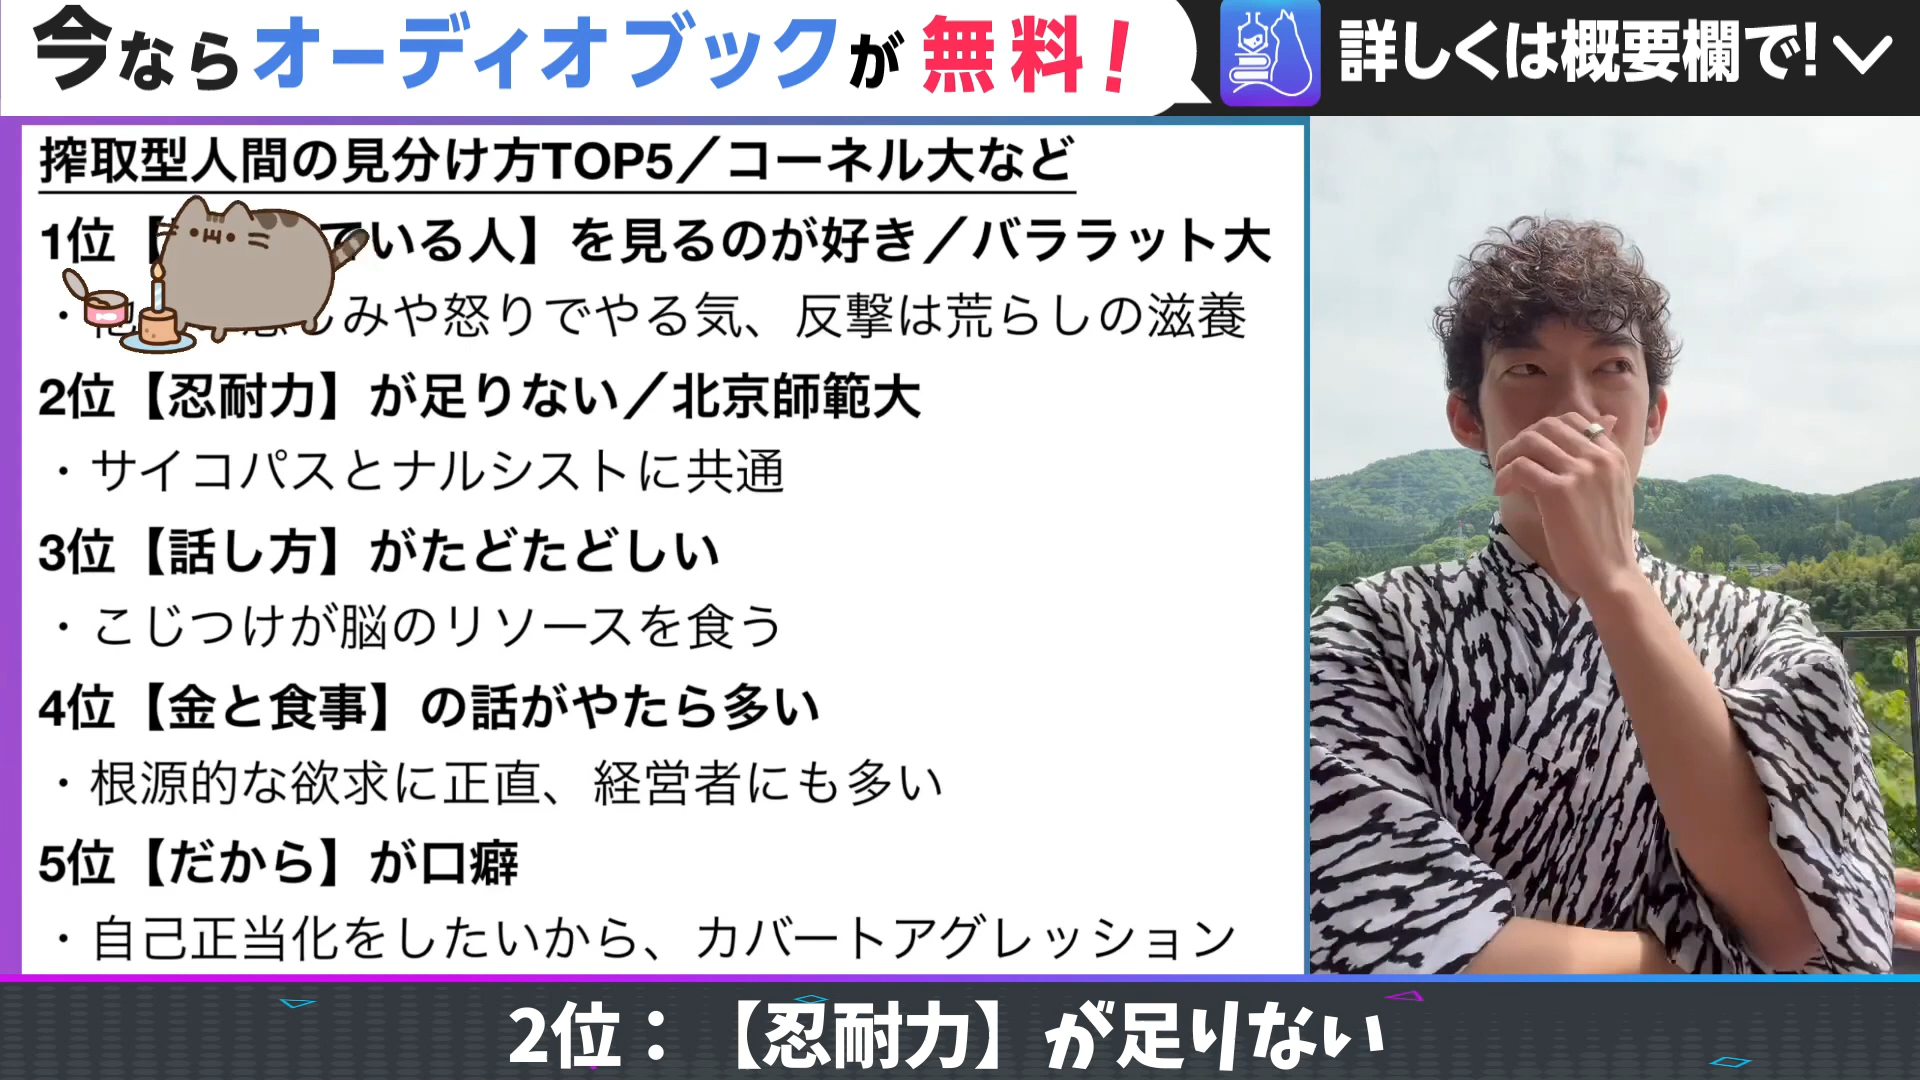 今ならオーディオブックが無料！
詳しくは概要欄で!
搾取型人間の見分け方TOP5／コーネル大など
1位【ている人】を見るのが好き／バララット大
・しみや怒りでやる気、反撃は荒らしの滋養
2位【忍耐力】が足りない／北京師範大
・サイコパスとナルシストに共通
3位【話し方】がたどたどしい
・こじつけが脳のリソースを食う
4位【金と食事】の話がやたら多い
・根源的な欲求に正直、経営者にも多い
5位【だから】が口癖
・自己正当化をしたいから、カバートアグレッション
2位：【忍耐力】が足りない